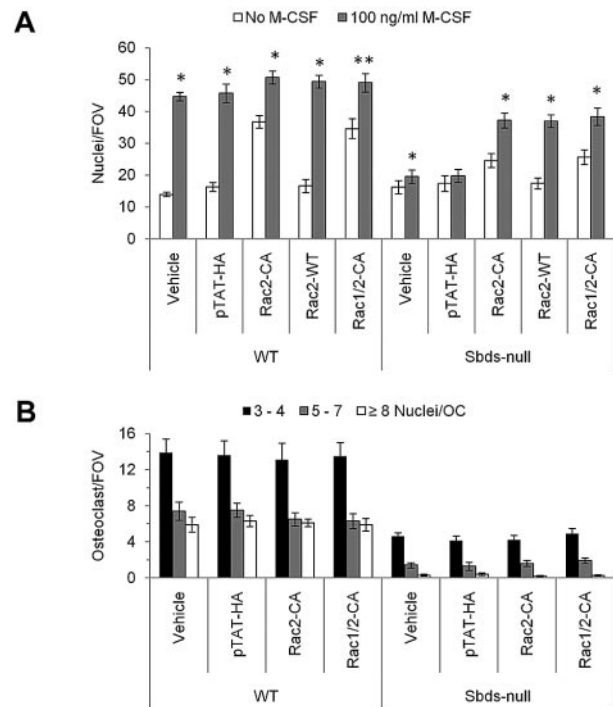 A
No M-CSF 100 ng/ml M-CSF
Nuclei/FOV
60
50
40
30
20
10
0
* * * * ** * * * *
Vehicle
pTAT-HA
Rac2-CA
Rac2-WT
Rac1/2-CA
Vehicle
pTAT-HA
Rac2-CA
Rac2-WT
Rac1/2-CA
WT Sbds-null
B
3 - 4 5 - 7 ≥ 8 Nuclei/OC
Osteoclast/FOV
16
12
8
4
0
Vehicle
pTAT-HA
Rac2-CA
Rac1/2-CA
Vehicle
pTAT-HA
Rac2-CA
Rac1/2-CA
WT Sbds-null